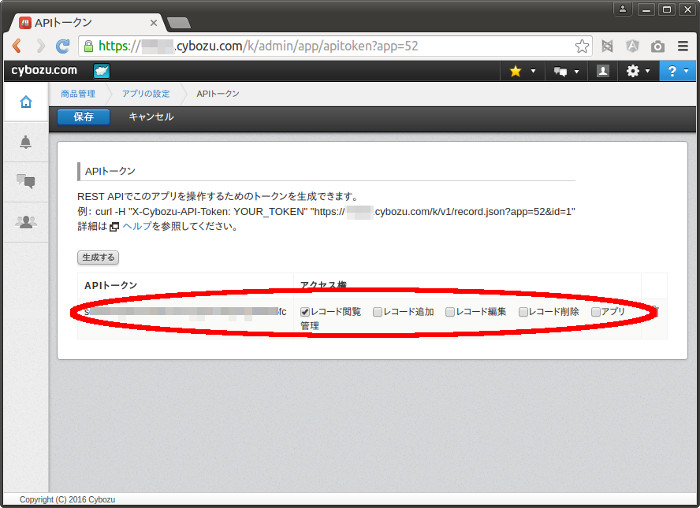 APIトークン
https://
.cybozu.com/k/admin/app/apitoken?app=52
cybozu.com
?
商品管理 アプリの設定 APIトークン
保存 キャンセル
APIトークン
REST APIでこのアプリを操作するためのトークンを生成できます。
例: curl -H "X-Cybozu-API-Token: YOUR_TOKEN" "https://
cybozu.com/k/v1/record.json?app=52&id=1"
詳細は ヘルプを参照してください。
生成する
APIトークン アクセス権
s
fc レコード閲覧 レコード追加 レコード編集 レコード削除 アプリ
管理
Copyright (C) 2016 Cybozu